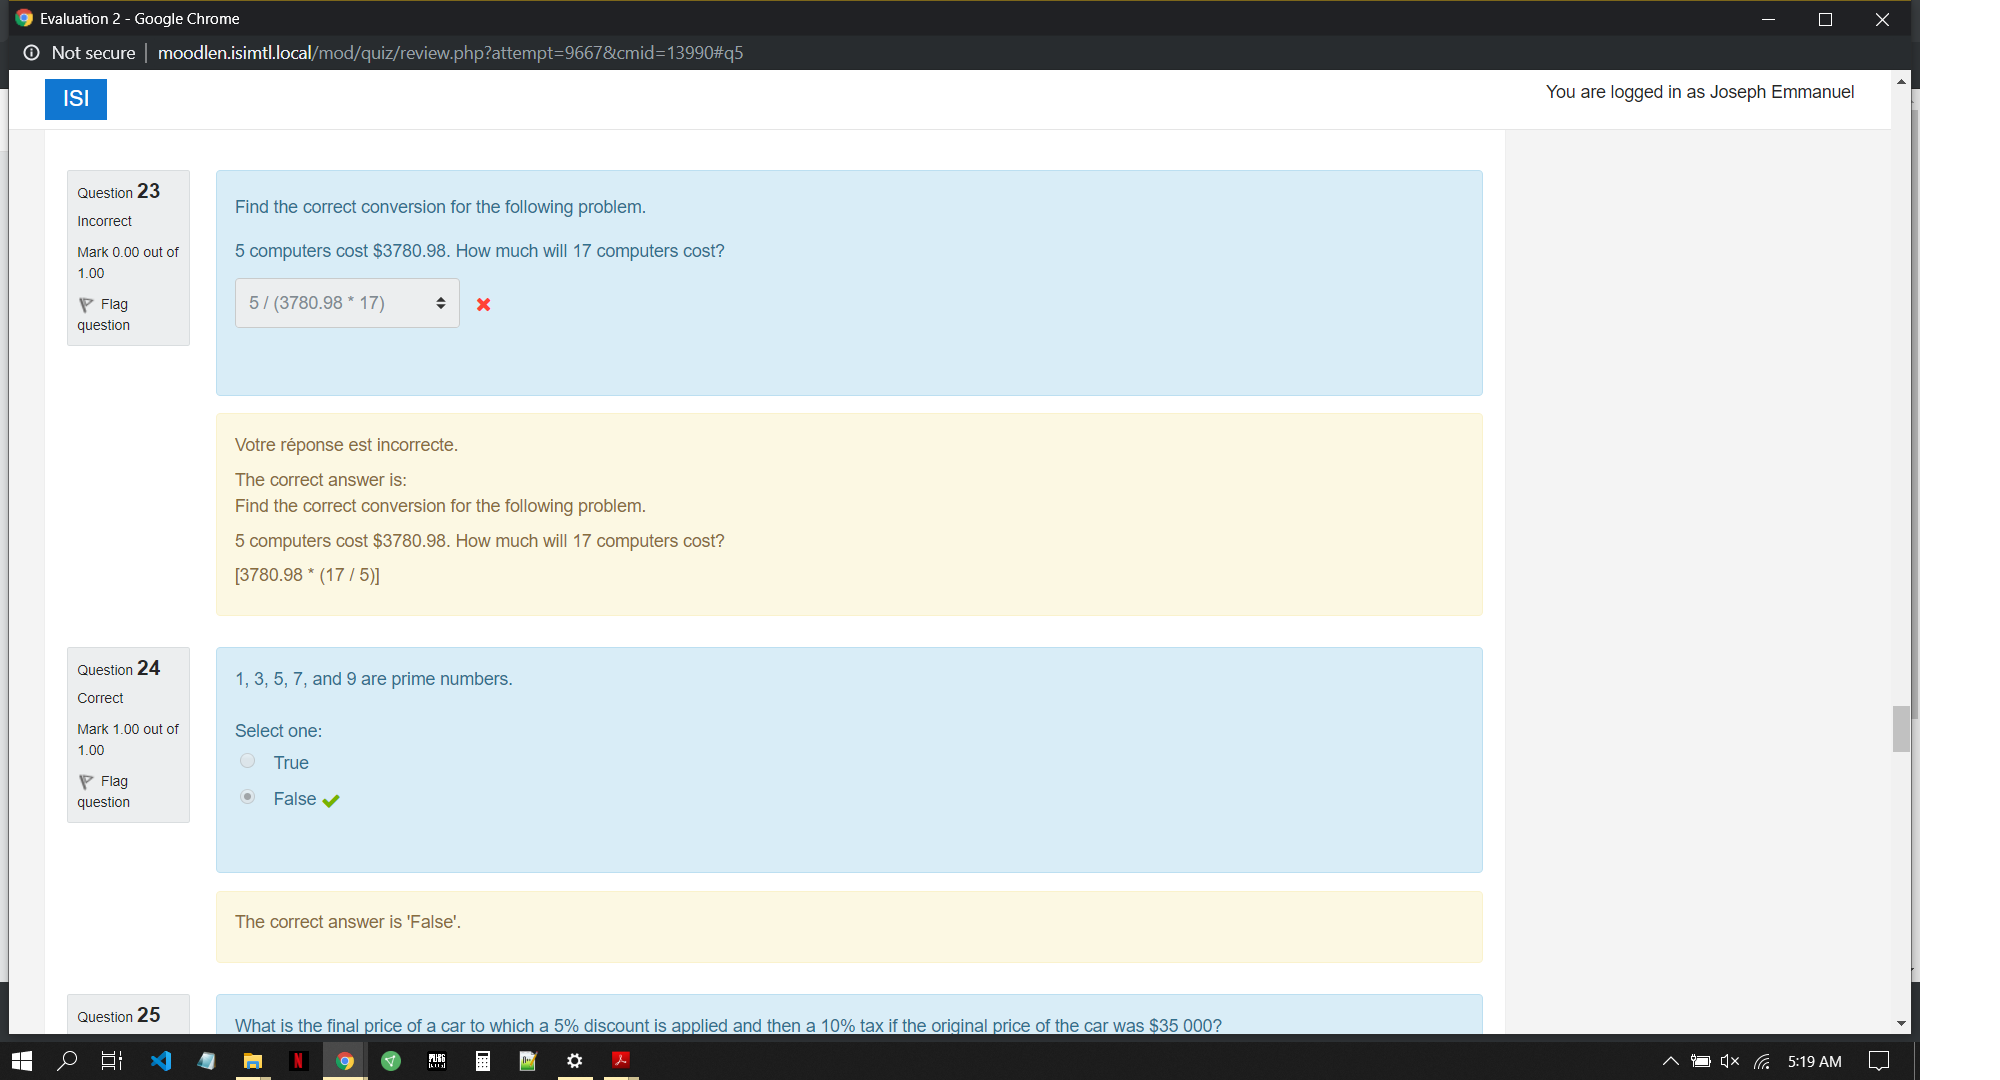 Evaluation 2 - Google Chrome
Not secure | moodlen.isimtl.local/mod/quiz/review.php?attempt=9667&cmid=13990#q5
ISI
You are logged in as Joseph Emmanuel
Question 23
Incorrect
Mark 0.00 out of
1.00
Flag
question
Find the correct conversion for the following problem.
5 computers cost $3780.98. How much will 17 computers cost?
5 / (3780.98 * 17)
Votre réponse est incorrecte.
The correct answer is:
Find the correct conversion for the following problem.
5 computers cost $3780.98. How much will 17 computers cost?
[3780.98 * (17 / 5)]
Question 24
Correct
Mark 1.00 out of
1.00
Flag
question
1, 3, 5, 7, and 9 are prime numbers.
Select one:
True
False
The correct answer is 'False'.
Question 25
What is the final price of a car to which a 5% discount is applied and then a 10% tax if the original price of the car was $35 000?
N
PUBG
5:19 AM